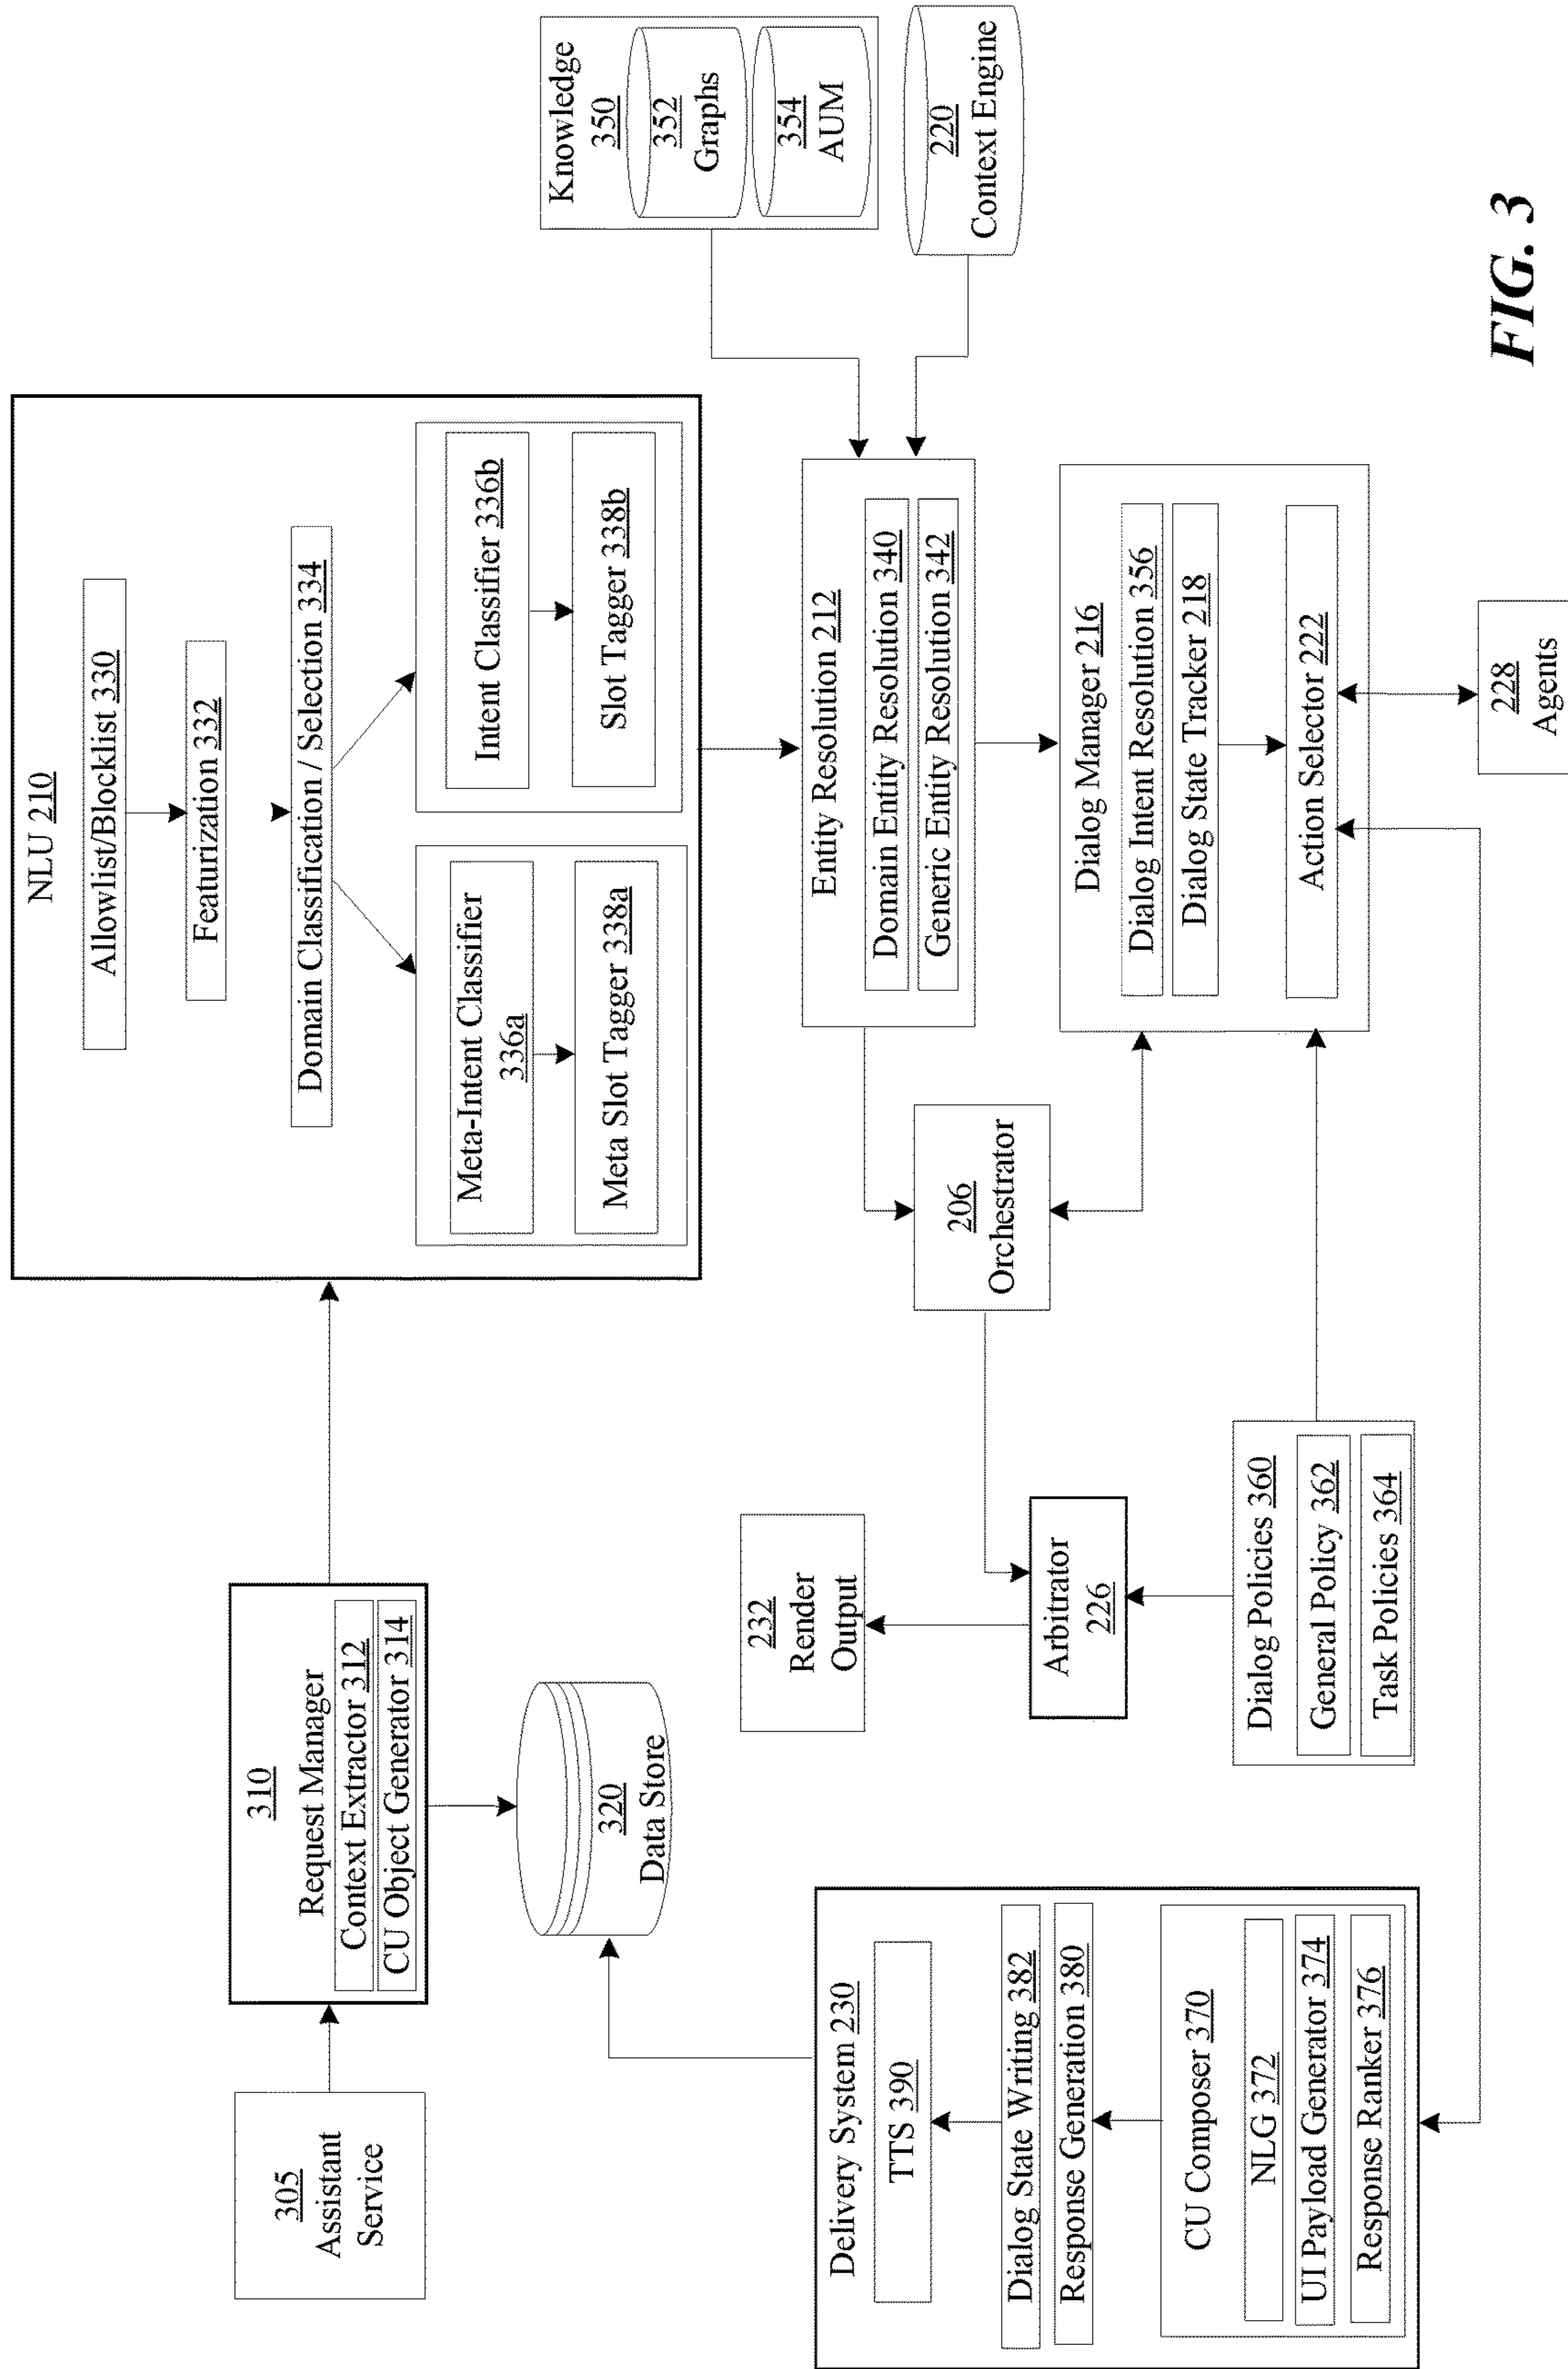 305
Assistant
Service
310
Request Manager
Context Extractor 312
CU Object Generator 314
320
Data Store
NLU 210
Allowlist/Blocklist 330
Featurization 332
Domain Classification / Selection 334
Meta-Intent Classifier
336a
Meta Slot Tagger 338a
Intent Classifier 336b
Slot Tagger 338b
Knowledge
350
352
Graphs
354
AUM
220
Context Engine
Entity Resolution 212
Domain Entity Resolution 340
Generic Entity Resolution 342
Dialog Manager 216
Dialog Intent Resolution 356
Dialog State Tracker 218
Action Selector 222
228
Agents
206
Orchestrator
232
Render
Output
Arbitrator
226
Dialog Policies 360
General Policy 362
Task Policies 364
Delivery System 230
TTS 390
Dialog State Writing 382
Response Generation 380
CU Composer 370
NLG 372
UI Payload Generator 374
Response Ranker 376
FIG. 3